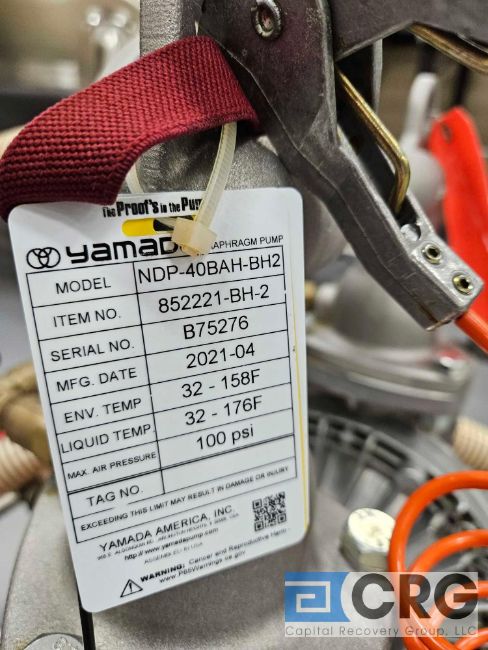 The Proof's in the Pump
yamada DIAPHRAGM PUMP
MODEL NDP-40BAH-BH2
ITEM NO. 852221-BH-2
SERIAL NO. B75276
MFG. DATE 2021-04
ENV. TEMP 32 - 158F
LIQUID TEMP 32 - 176F
MAX. AIR PRESSURE 100 psi
TAG NO.
EXCEEDING THIS LIMIT MAY RESULT IN DAMAGE OR INJURY
YAMADA AMERICA, INC.
http://www.yamadapump.com
WARNING: Cancer and Reproductive Harm -
www.P65Warnings.ca.gov
CRG
Capital Recovery Group, LLC